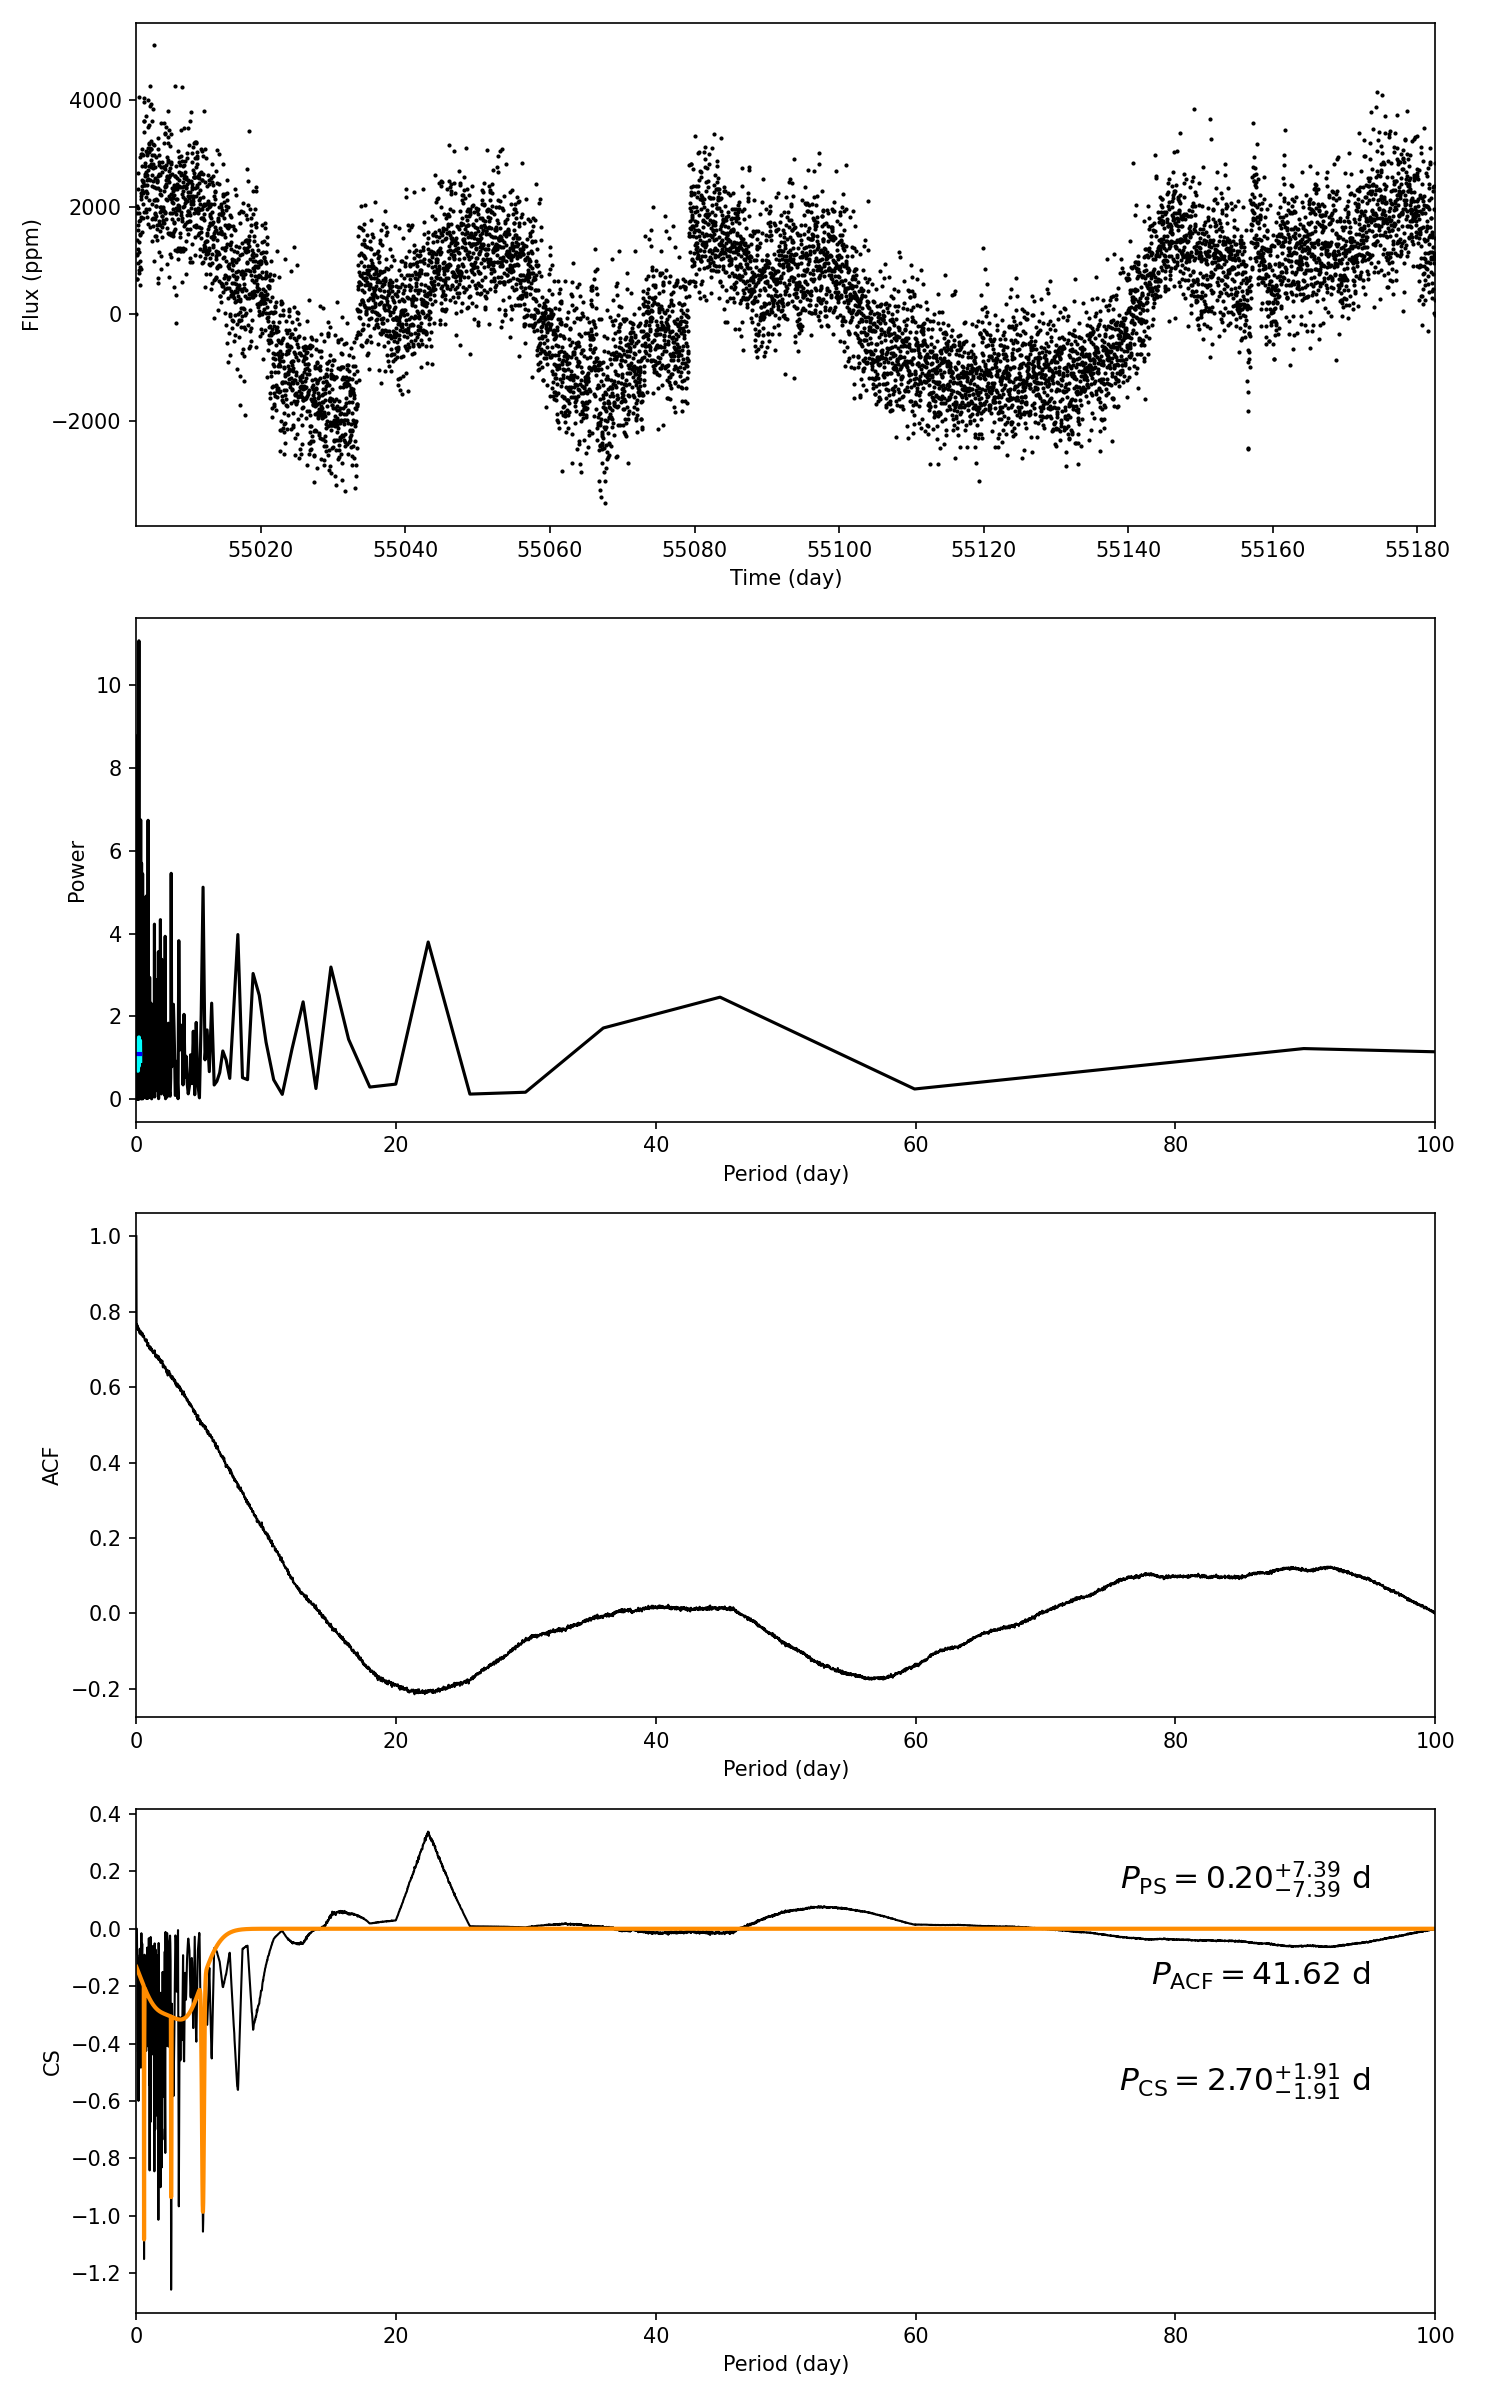 4000
2000
0
−2000
Flux (ppm)
55020 55040 55060 55080 55100 55120 55140 55160 55180
Time (day)
10
8
6
4
2
0
Power
0 20 40 60 80 100
Period (day)
1.0
0.8
0.6
0.4
0.2
0.0
−0.2
ACF
0 20 40 60 80 100
Period (day)
0.4
0.2
0.0
−0.2
−0.4
−0.6
−0.8
−1.0
−1.2
CS
P_PS = 0.20^{+7.39}_{−7.39} d
P_ACF = 41.62 d
P_CS = 2.70^{+1.91}_{−1.91} d
0 20 40 60 80 100
Period (day)